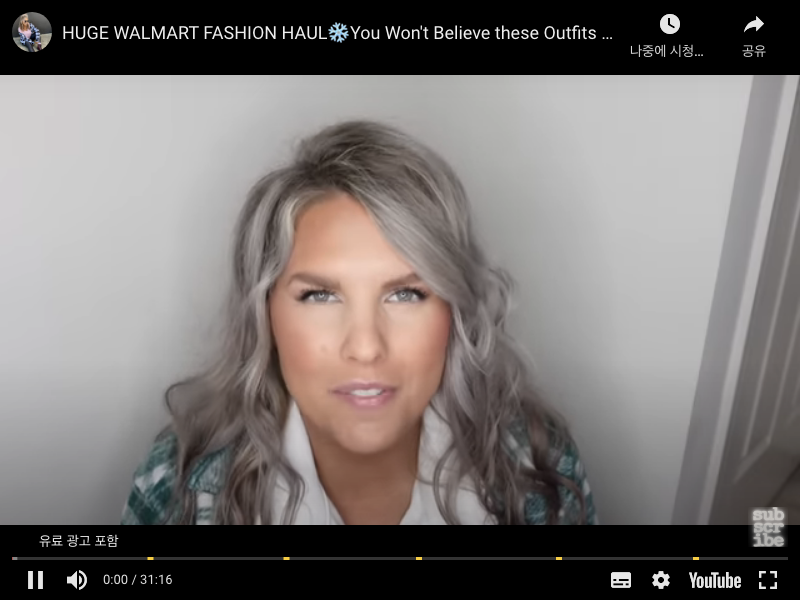 HUGE WALMART FASHION HAUL❄️You Won't Believe these Outfits ...
나중에 시청...
공유
sub
scr
ibe
유료 광고 포함
0:00 / 31:16
YouTube